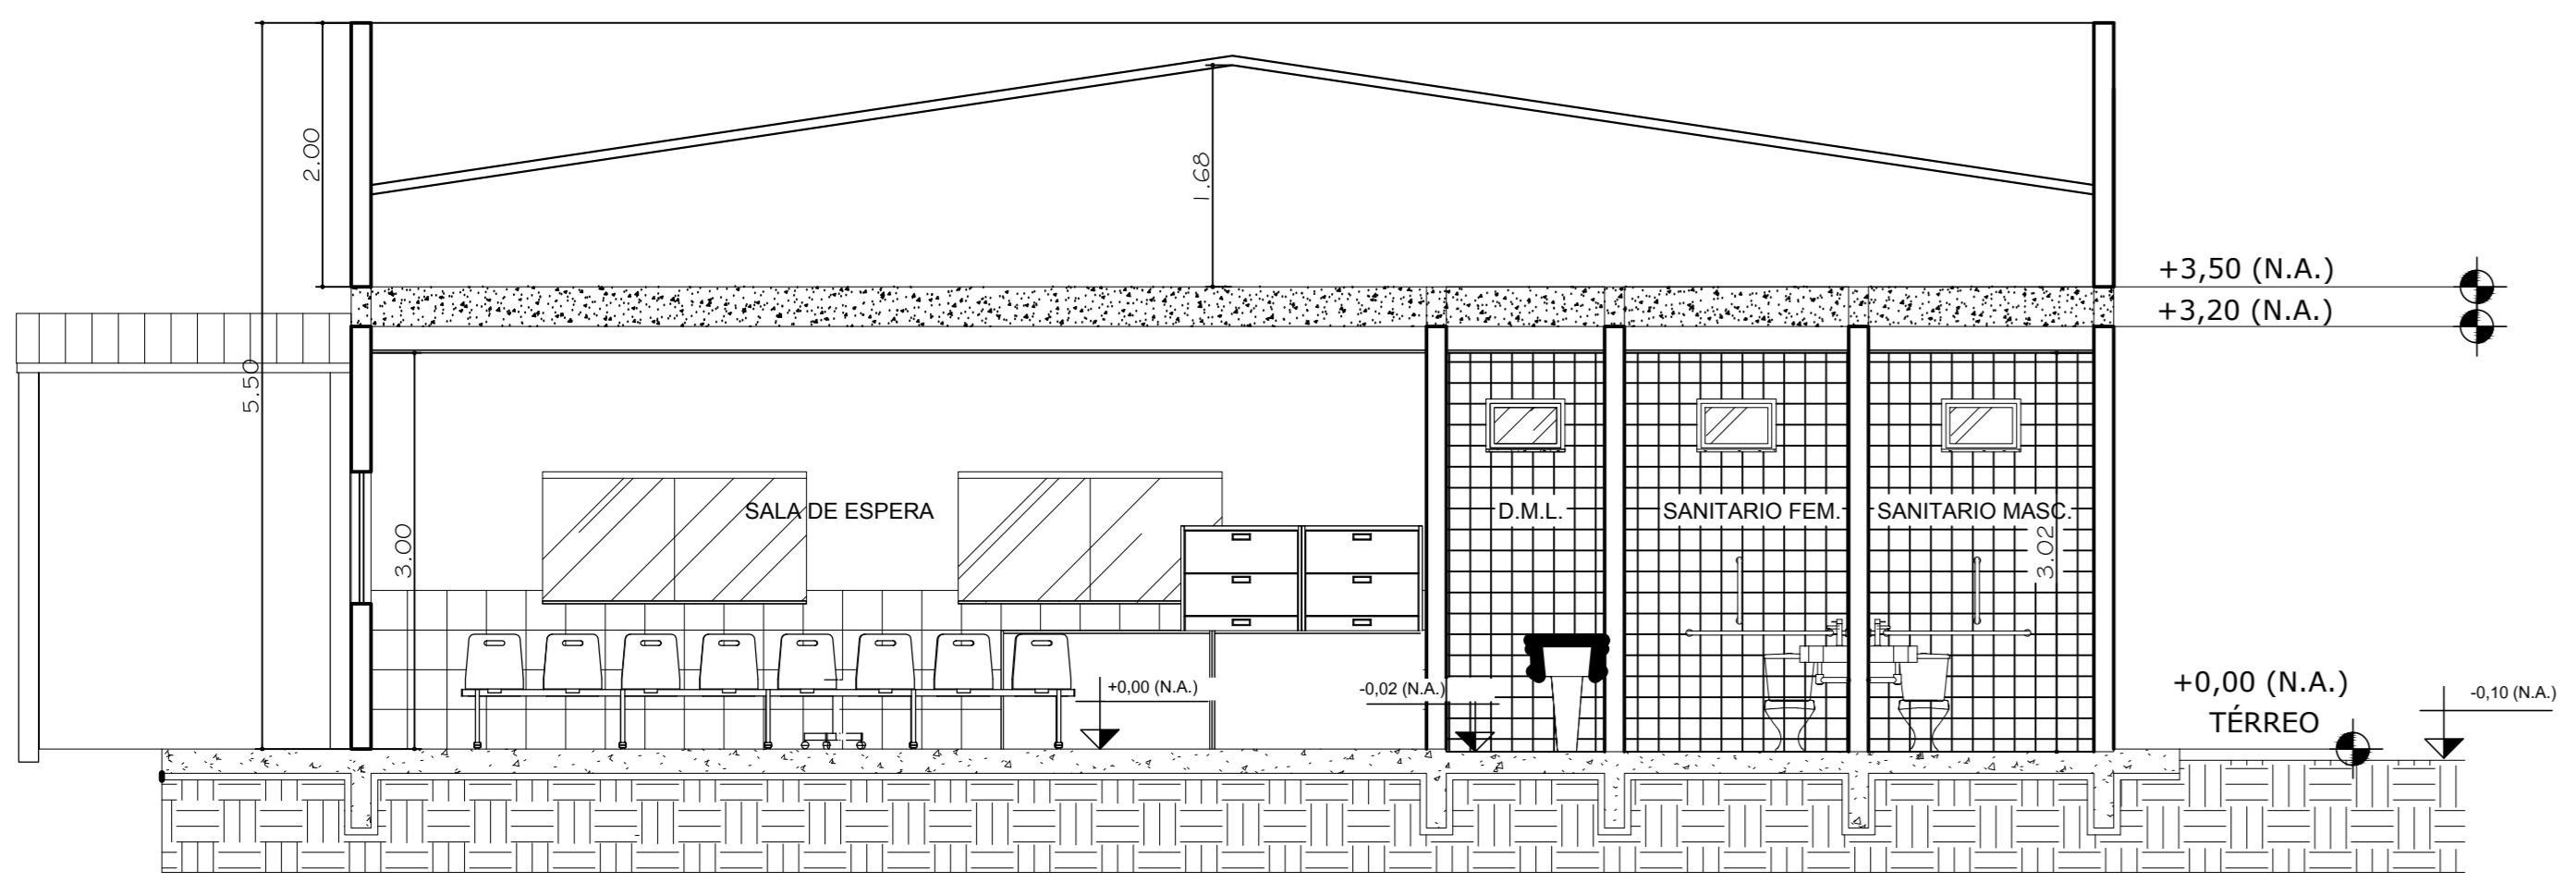 2.00
1.68
+3,50 (N.A.)
+3,20 (N.A.)
5.50
SALA DE ESPERA
D.M.L.
SANITARIO FEM.
SANITARIO MASC.
3.00
3.02
+0,00 (N.A.)
-0,02 (N.A.)
+0,00 (N.A.)
TÉRREO
-0,10 (N.A.)